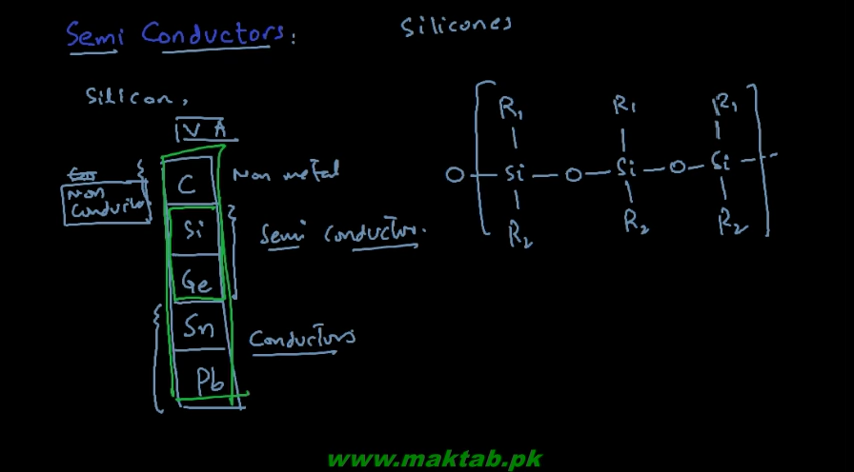 Semi Conductors:
Silicones
Silicon,
IV A
C
Non metal
Non
Conductor
Si
Semi Conductor.
Ge
Sn
Conductors
Pb
R1 R1 R1
O—Si—O—Si—O—Si—
R2 R2 R2
www.maktab.pk